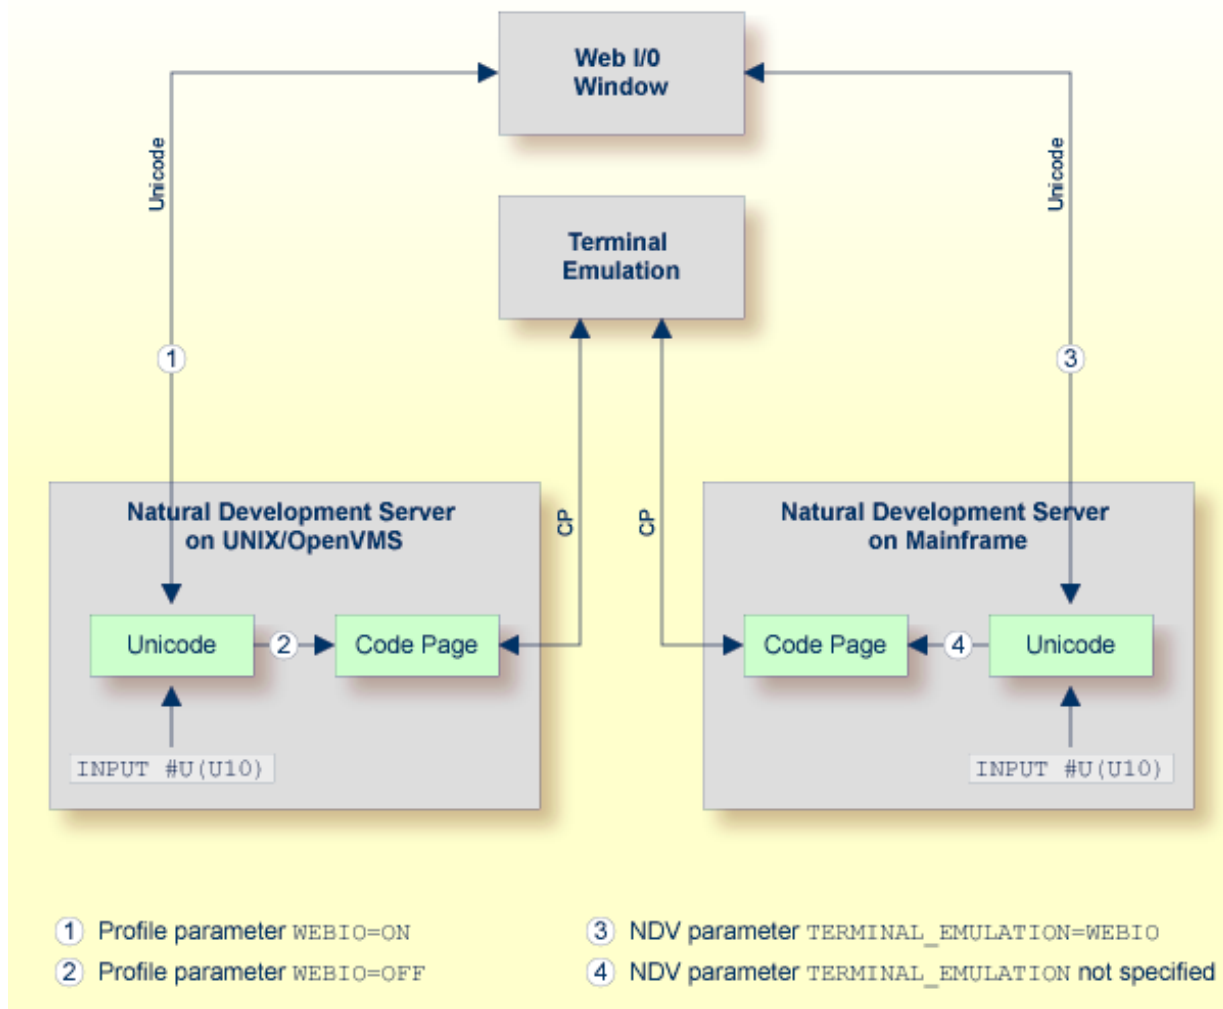 Web I/0
Window
Unicode
Unicode
Terminal
Emulation
1
3
Natural Development Server
on UNIX/OpenVMS
CP
CP
Natural Development Server
on Mainframe
Unicode
2
Code Page
Code Page
4
Unicode
INPUT #U(U10)
INPUT #U(U10)
1 Profile parameter WEBIO=ON
2 Profile parameter WEBIO=OFF
3 NDV parameter TERMINAL_EMULATION=WEBIO
4 NDV parameter TERMINAL_EMULATION not specified